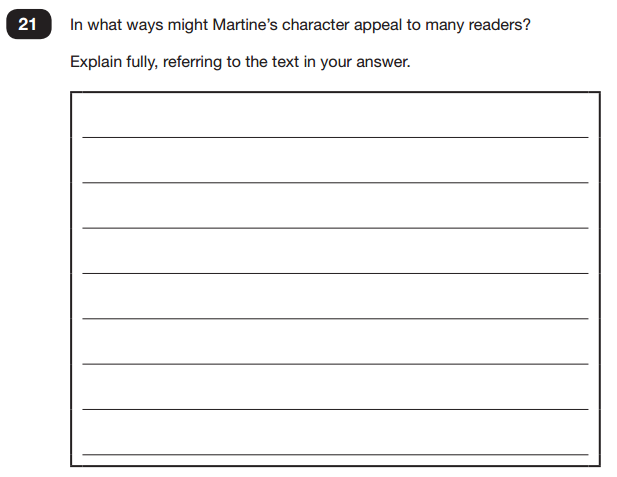 21 In what ways might Martine’s character appeal to many readers?
Explain fully, referring to the text in your answer.